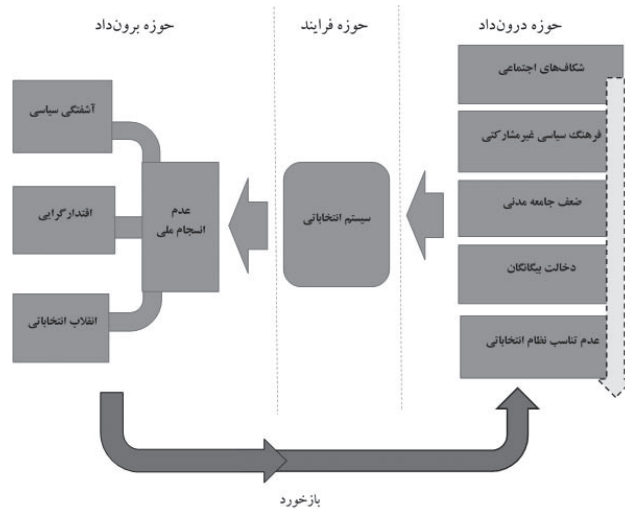 حوزه درون‌داد
حوزه فرایند
حوزه برون‌داد
شکاف‌های اجتماعی
فرهنگ سیاسی غیرمشارکتی
ضعف جامعه مدنی
دخالت بیگانگان
عدم تناسب نظام انتخاباتی
سیستم انتخاباتی
عدم
انسجام ملی
آشفتگی سیاسی
اقتدارگرایی
انقلاب انتخاباتی
بازخورد